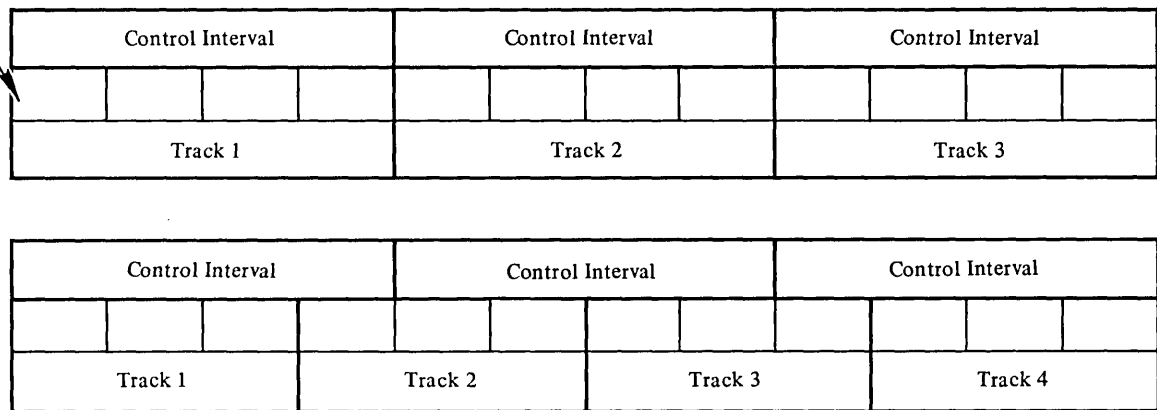 Control Interval Control Interval Control Interval
Track 1 Track 2 Track 3
Control Interval Control Interval Control Interval
Track 1 Track 2 Track 3 Track 4